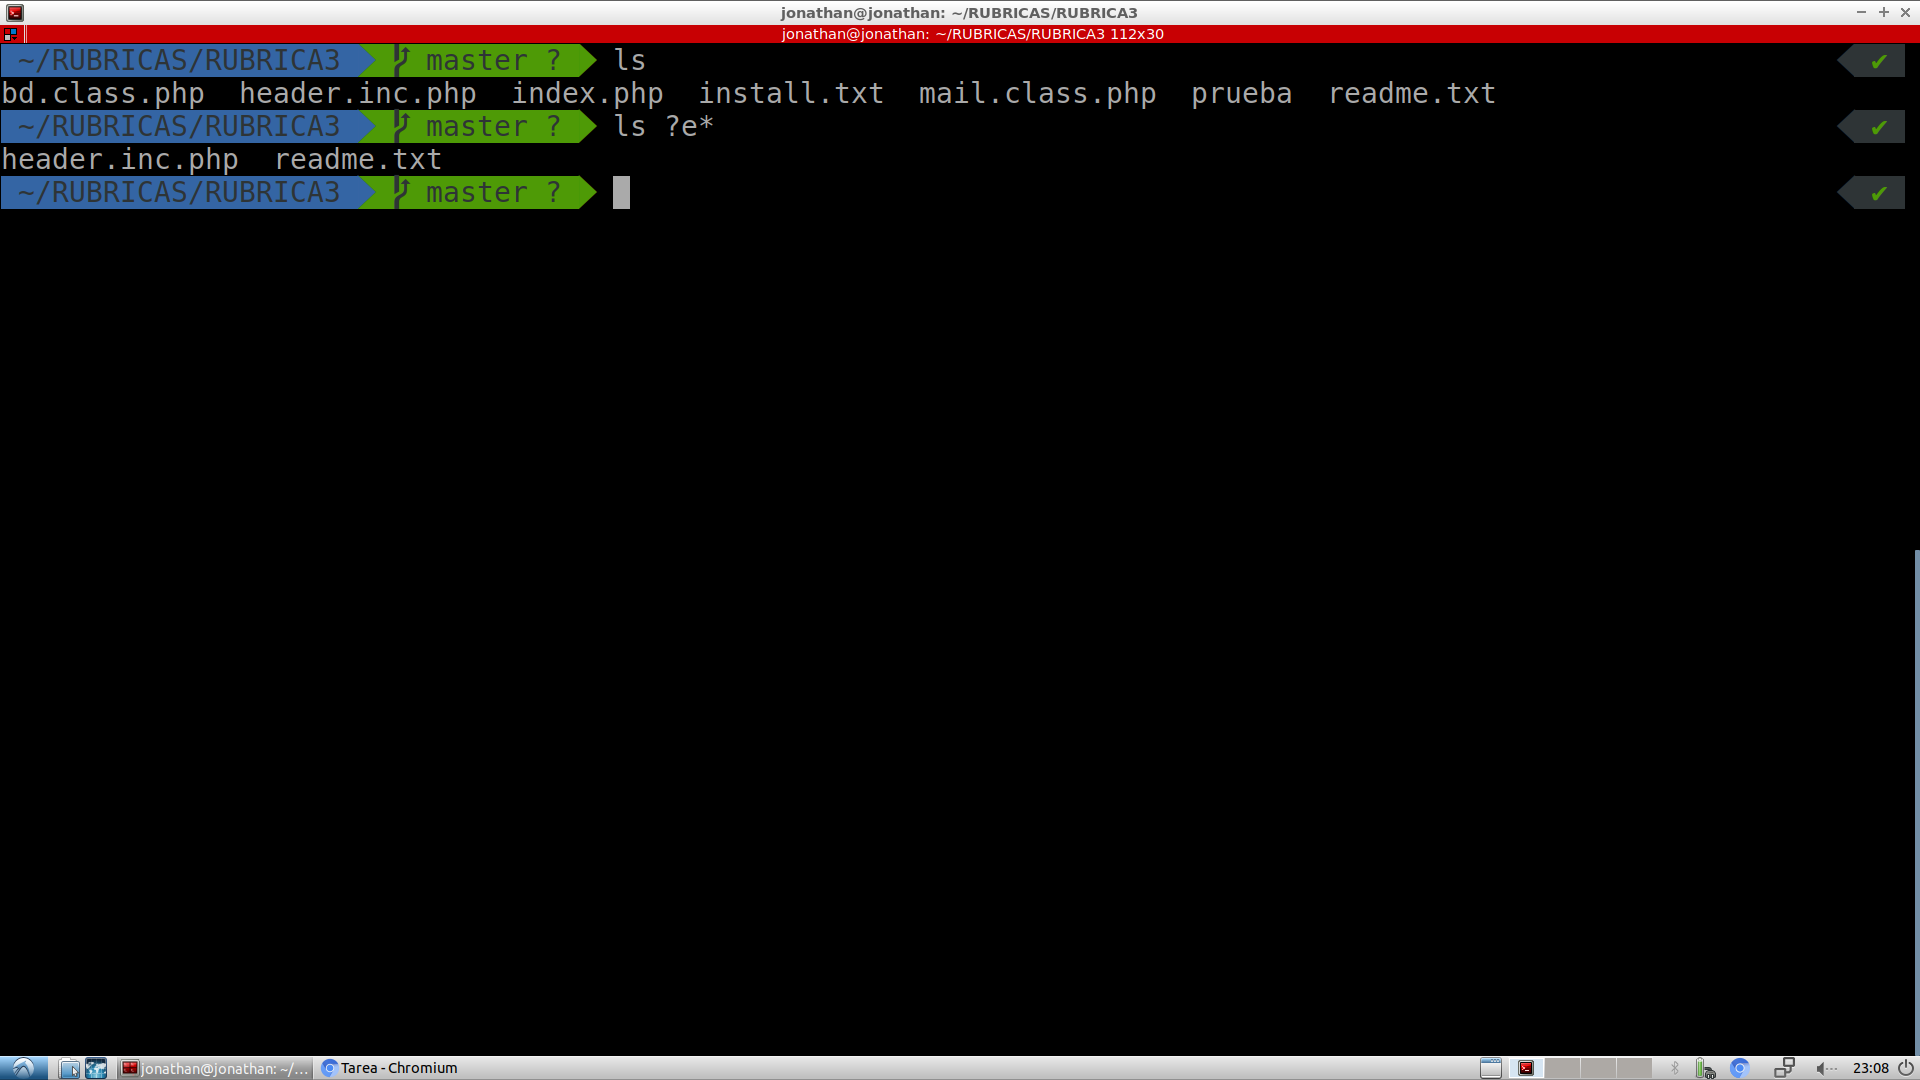 jonathan@jonathan: ~/RUBRICAS/RUBRICA3
jonathan@jonathan: ~/RUBRICAS/RUBRICA3 112x30
~/RUBRICAS/RUBRICA3 master ? ls ✔
bd.class.php header.inc.php index.php install.txt mail.class.php prueba readme.txt
~/RUBRICAS/RUBRICA3 master ? ls ?e* ✔
header.inc.php readme.txt
~/RUBRICAS/RUBRICA3 master ? ✔
jonathan@jonathan: ~/... Tarea - Chromium 23:08